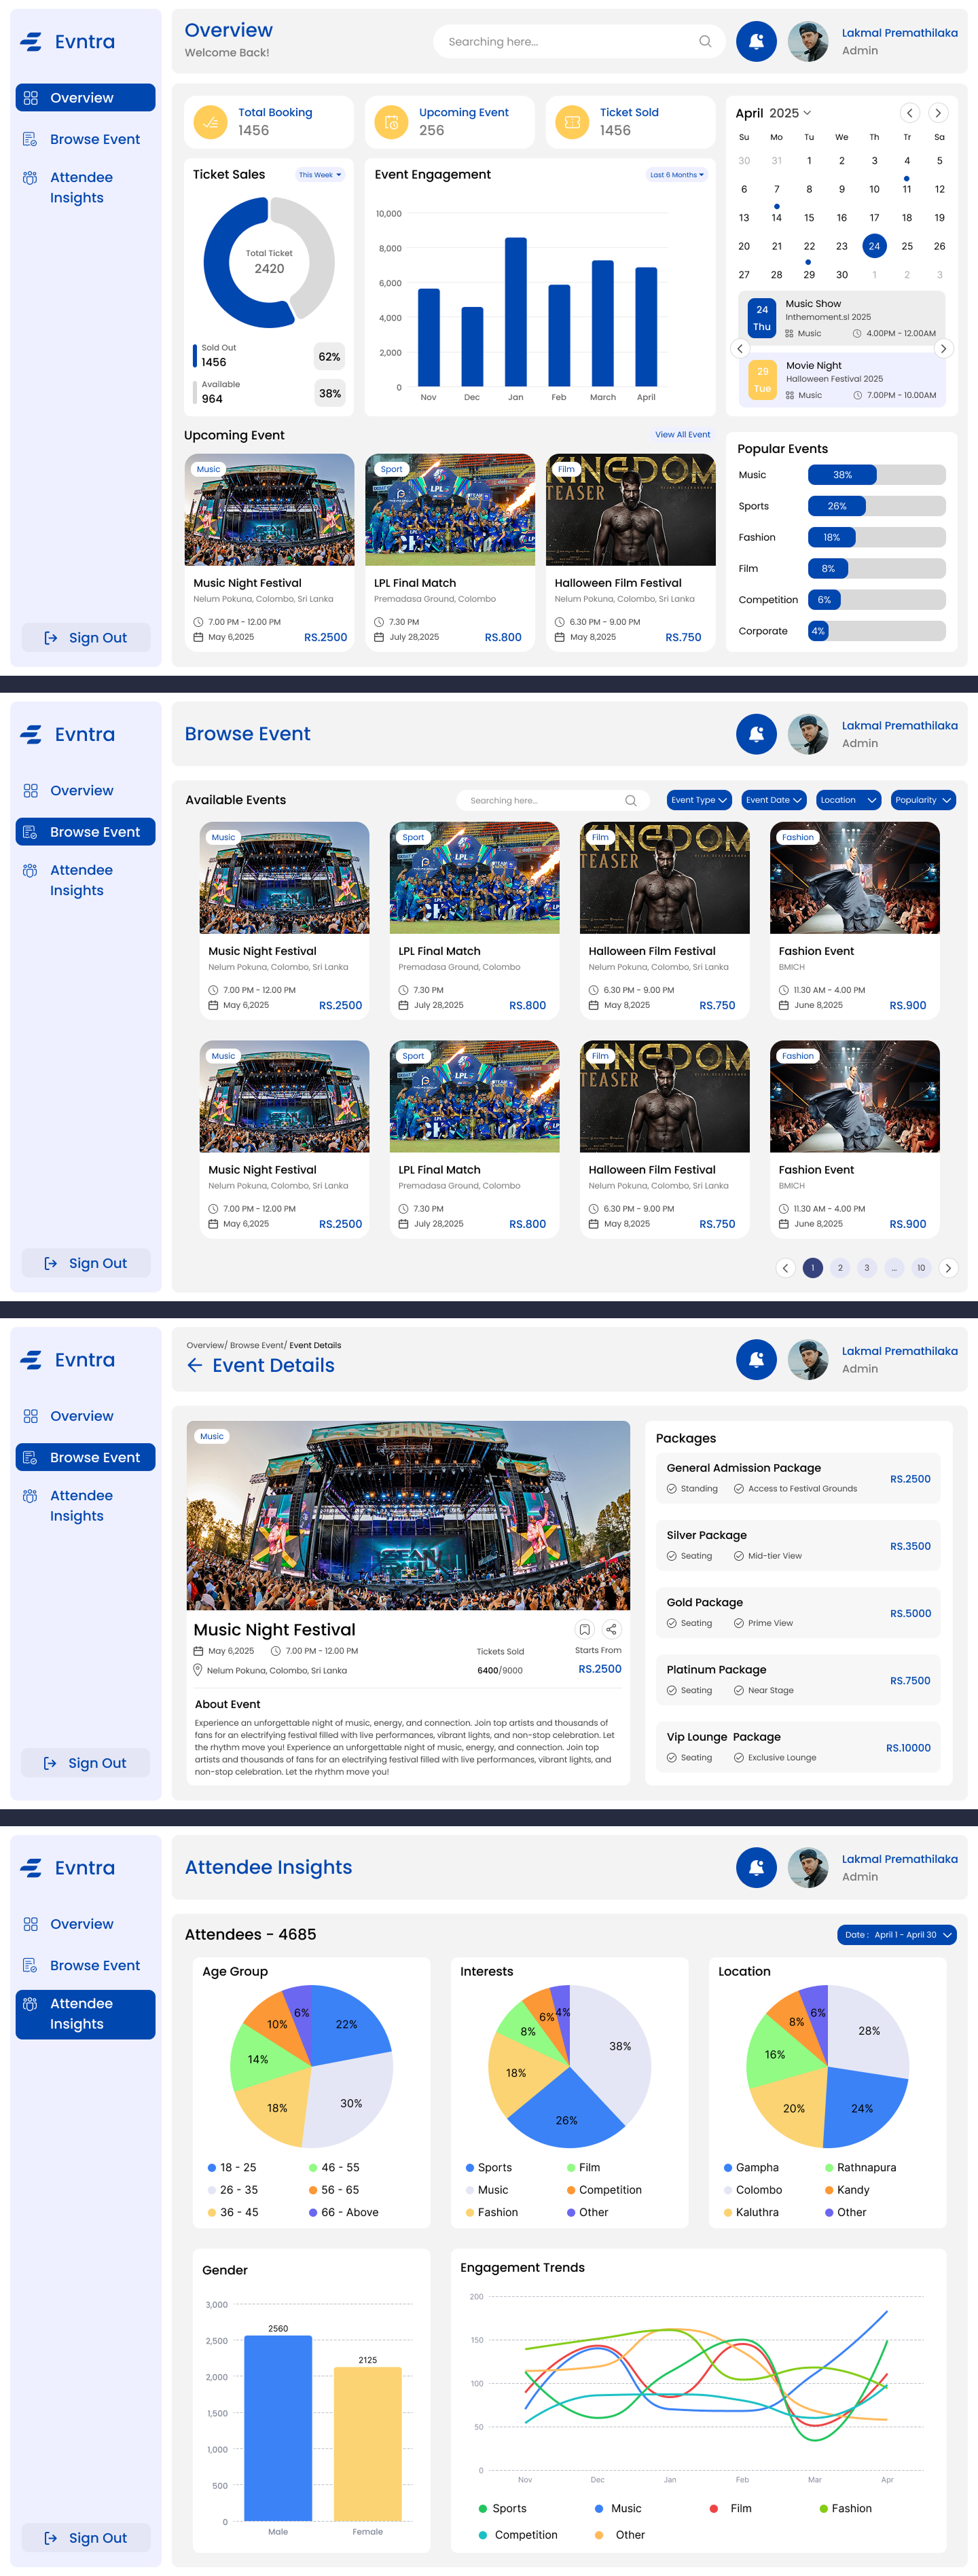 Evntra
Overview
Browse Event
Attendee
Insights
Sign Out
Overview
Welcome Back!
Searching here...
Lakmal Premathilaka
Admin
Total Booking
1456
Upcoming Event
256
Ticket Sold
1456
Ticket Sales
This Week
Total Ticket
2420
Sold Out
1456
62%
Available
964
38%
Event Engagement
Last 6 Months
10,000
8,000
6,000
4,000
2,000
0
Nov Dec Jan Feb March April
April 2025
Su Mo Tu We Th Tr Sa
30 31 1 2 3 4 5
6 7 8 9 10 11 12
13 14 15 16 17 18 19
20 21 22 23 24 25 26
27 28 29 30 1 2 3
24
Thu
Music Show
Inthemoment.sl 2025
Music
4.00PM - 12.00AM
29
Tue
Movie Night
Halloween Festival 2025
Music
7.00PM - 10.00AM
Upcoming Event
View All Event
Music
Music Night Festival
Nelum Pokuna, Colombo, Sri Lanka
7.00 PM - 12.00 PM
May 6,2025
RS.2500
Sport
LPL
LPL Final Match
Premadasa Ground, Colombo
7.30 PM
July 28,2025
RS.800
Film
KINGDOM
TEASER
Halloween Film Festival
Nelum Pokuna, Colombo, Sri Lanka
6.30 PM - 9.00 PM
May 8,2025
RS.750
Popular Events
Music 38%
Sports 26%
Fashion 18%
Film 8%
Competition 6%
Corporate 4%
Evntra
Overview
Browse Event
Attendee
Insights
Sign Out
Browse Event
Lakmal Premathilaka
Admin
Available Events
Searching here...
Event Type
Event Date
Location
Popularity
Music
Music Night Festival
Nelum Pokuna, Colombo, Sri Lanka
7.00 PM - 12.00 PM
May 6,2025
RS.2500
Sport
LPL
LPL Final Match
Premadasa Ground, Colombo
7.30 PM
July 28,2025
RS.800
Film
KINGDOM
TEASER
Halloween Film Festival
Nelum Pokuna, Colombo, Sri Lanka
6.30 PM - 9.00 PM
May 8,2025
RS.750
Fashion
Fashion Event
BMICH
11.30 AM - 4.00 PM
June 8,2025
RS.900
Music
Music Night Festival
Nelum Pokuna, Colombo, Sri Lanka
7.00 PM - 12.00 PM
May 6,2025
RS.2500
Sport
LPL
LPL Final Match
Premadasa Ground, Colombo
7.30 PM
July 28,2025
RS.800
Film
KINGDOM
TEASER
Halloween Film Festival
Nelum Pokuna, Colombo, Sri Lanka
6.30 PM - 9.00 PM
May 8,2025
RS.750
Fashion
Fashion Event
BMICH
11.30 AM - 4.00 PM
June 8,2025
RS.900
1 2 3 ... 10
Evntra
Overview
Browse Event
Attendee
Insights
Sign Out
Overview/ Browse Event/ Event Details
Event Details
Lakmal Premathilaka
Admin
Music
Music Night Festival
May 6,2025
7.00 PM - 12.00 PM
Nelum Pokuna, Colombo, Sri Lanka
Tickets Sold
6400/9000
Starts From
RS.2500
About Event
Experience an unforgettable night of music, energy, and connection. Join top artists and thousands of
fans for an electrifying festival filled with live performances, vibrant lights, and non-stop celebration. Let
the rhythm move you! Experience an unforgettable night of music, energy, and connection. Join top
artists and thousands of fans for an electrifying festival filled with live performances, vibrant lights, and
non-stop celebration. Let the rhythm move you!
Packages
General Admission Package
Standing
Access to Festival Grounds
RS.2500
Silver Package
Seating
Mid-tier View
RS.3500
Gold Package
Seating
Prime View
RS.5000
Platinum Package
Seating
Near Stage
RS.7500
Vip Lounge Package
Seating
Exclusive Lounge
RS.10000
Evntra
Overview
Browse Event
Attendee
Insights
Sign Out
Attendee Insights
Lakmal Premathilaka
Admin
Attendees - 4685
Date : April 1 - April 30
Age Group
22%
30%
18%
14%
10%
6%
18 - 25
46 - 55
26 - 35
56 - 65
36 - 45
66 - Above
Interests
38%
26%
18%
8%
6%
4%
Sports
Film
Music
Competition
Fashion
Other
Location
28%
24%
20%
16%
8%
6%
Gampha
Rathnapura
Colombo
Kandy
Kaluthra
Other
Gender
3,000
2,500
2,000
1,500
1,000
500
0
2560
2125
Male
Female
Engagement Trends
200
150
100
50
0
Nov Dec Jan Feb Mar Apr
Sports
Music
Film
Fashion
Competition
Other